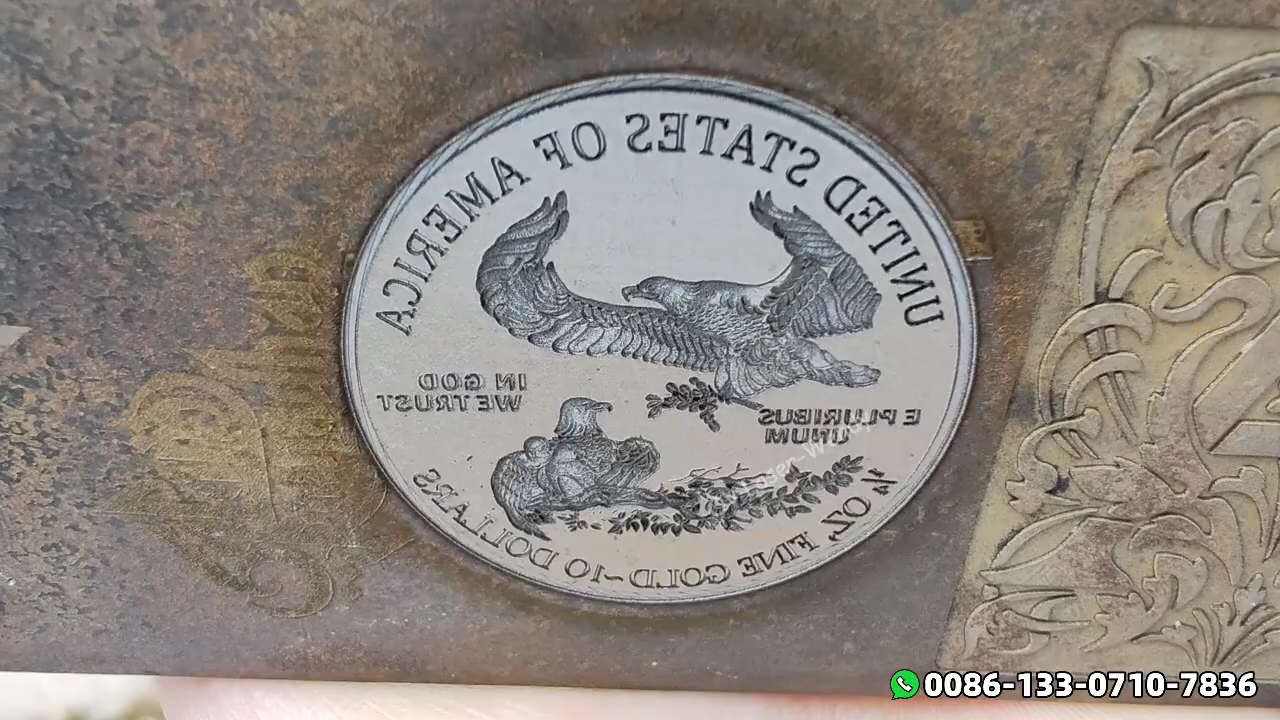 UNITED STATES OF AMERICA
IN GOD
WE TRUST
E PLURIBUS
UNUM
¼ OZ. FINE GOLD~10 DOLLARS
0086-133-0710-7836